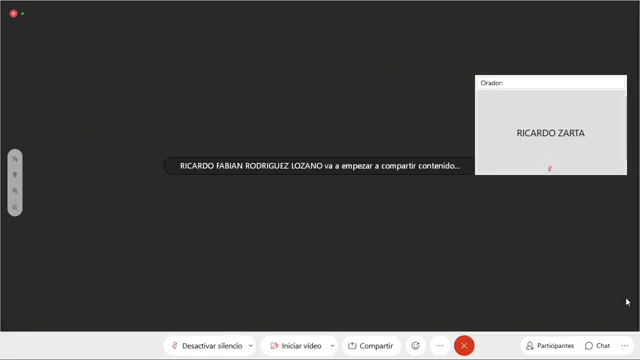 Orador:
RICARDO ZARTA
RICARDO FABIAN RODRIGUEZ LOZANO va a empezar a compartir contenido...
Desactivar silencio
Iniciar vídeo
Compartir
Participantes
Chat